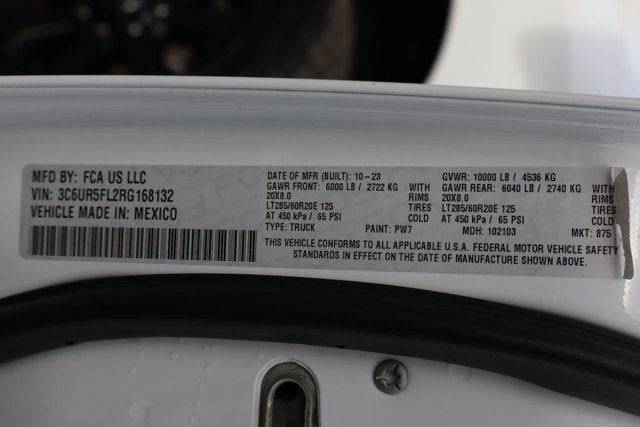 MFD BY: FCA US LLC
VIN: 3C6UR5FL2RG168132
VEHICLE MADE IN: MEXICO
DATE OF MFR (BUILT): 10-23
GAWR FRONT: 6000 LB / 2722 KG WITH
20X8.0 RIMS
LT285/60R20E 125 TIRES
AT 450 kPa / 65 PSI COLD
TYPE: TRUCK PAINT: PW7
GVWR: 10000 LB / 4536 KG
GAWR REAR: 6040 LB / 2740 KG WITH
20X8.0 RIMS
LT285/60R20E 125 TIRES
AT 450 kPa / 65 PSI COLD
MDH: 102103 MKT: 875
THIS VEHICLE CONFORMS TO ALL APPLICABLE U.S.A. FEDERAL MOTOR VEHICLE SAFETY
STANDARDS IN EFFECT ON THE DATE OF MANUFACTURE SHOWN ABOVE.